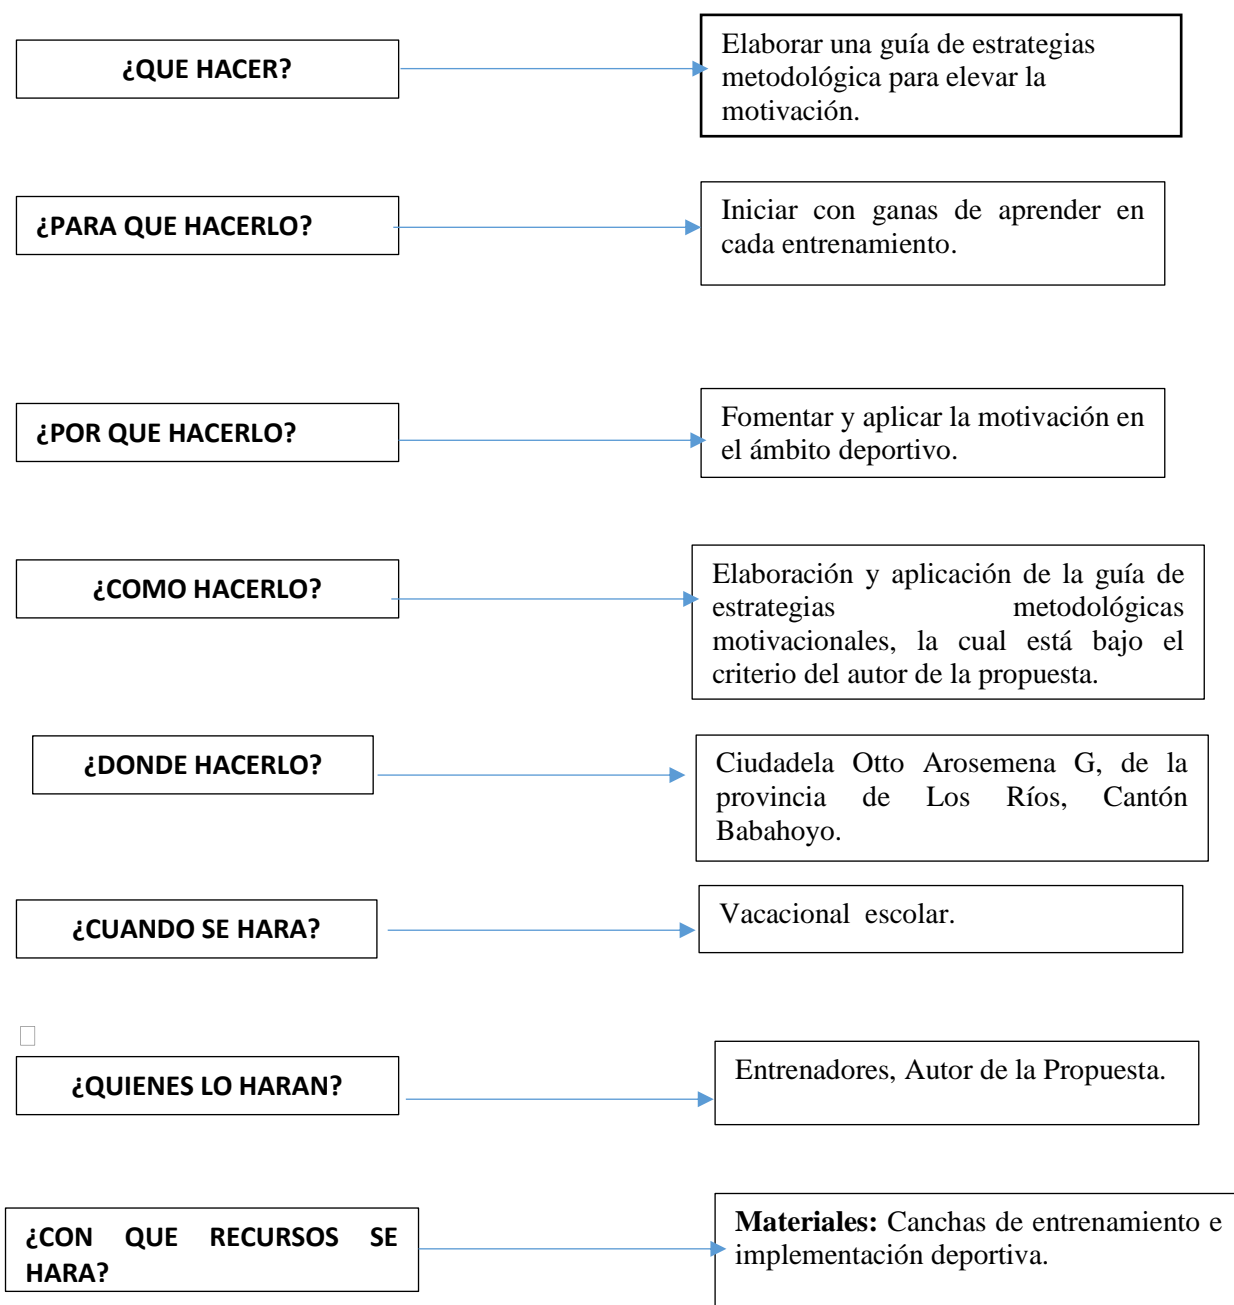 ¿QUE HACER?
Elaborar una guía de estrategias
metodológica para elevar la
motivación.
¿PARA QUE HACERLO?
Iniciar con ganas de aprender en
cada entrenamiento.
¿POR QUE HACERLO?
Fomentar y aplicar la motivación en
el ámbito deportivo.
¿COMO HACERLO?
Elaboración y aplicación de la guía de
estrategias metodológicas
motivacionales, la cual está bajo el
criterio del autor de la propuesta.
¿DONDE HACERLO?
Ciudadela Otto Arosemena G, de la
provincia de Los Ríos, Cantón
Babahoyo.
¿CUANDO SE HARA?
Vacacional escolar.
¿QUIENES LO HARAN?
Entrenadores, Autor de la Propuesta.
¿CON QUE RECURSOS SE
HARA?
Materiales: Canchas de entrenamiento e
implementación deportiva.